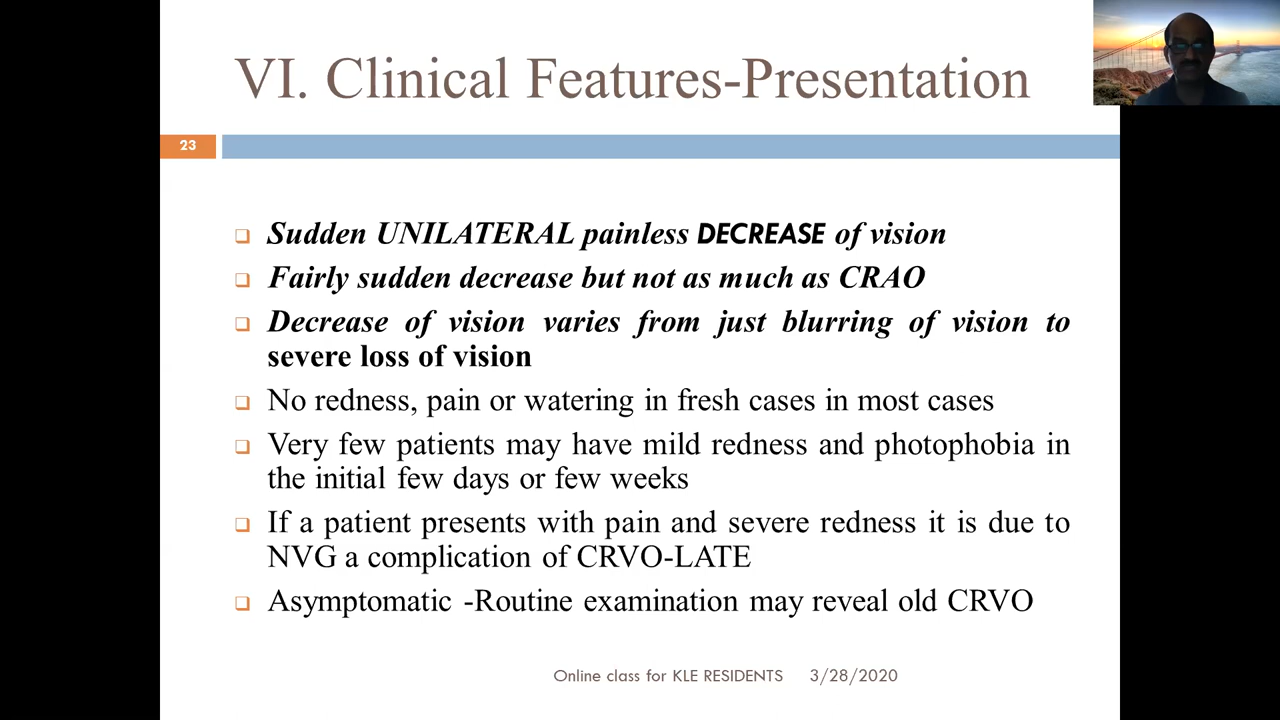 VI. Clinical Features-Presentation
23
Sudden UNILATERAL painless DECREASE of vision
Fairly sudden decrease but not as much as CRAO
Decrease of vision varies from just blurring of vision to
severe loss of vision
No redness, pain or watering in fresh cases in most cases
Very few patients may have mild redness and photophobia in
the initial few days or few weeks
If a patient presents with pain and severe redness it is due to
NVG a complication of CRVO-LATE
Asymptomatic -Routine examination may reveal old CRVO
Online class for KLE RESIDENTS 3/28/2020